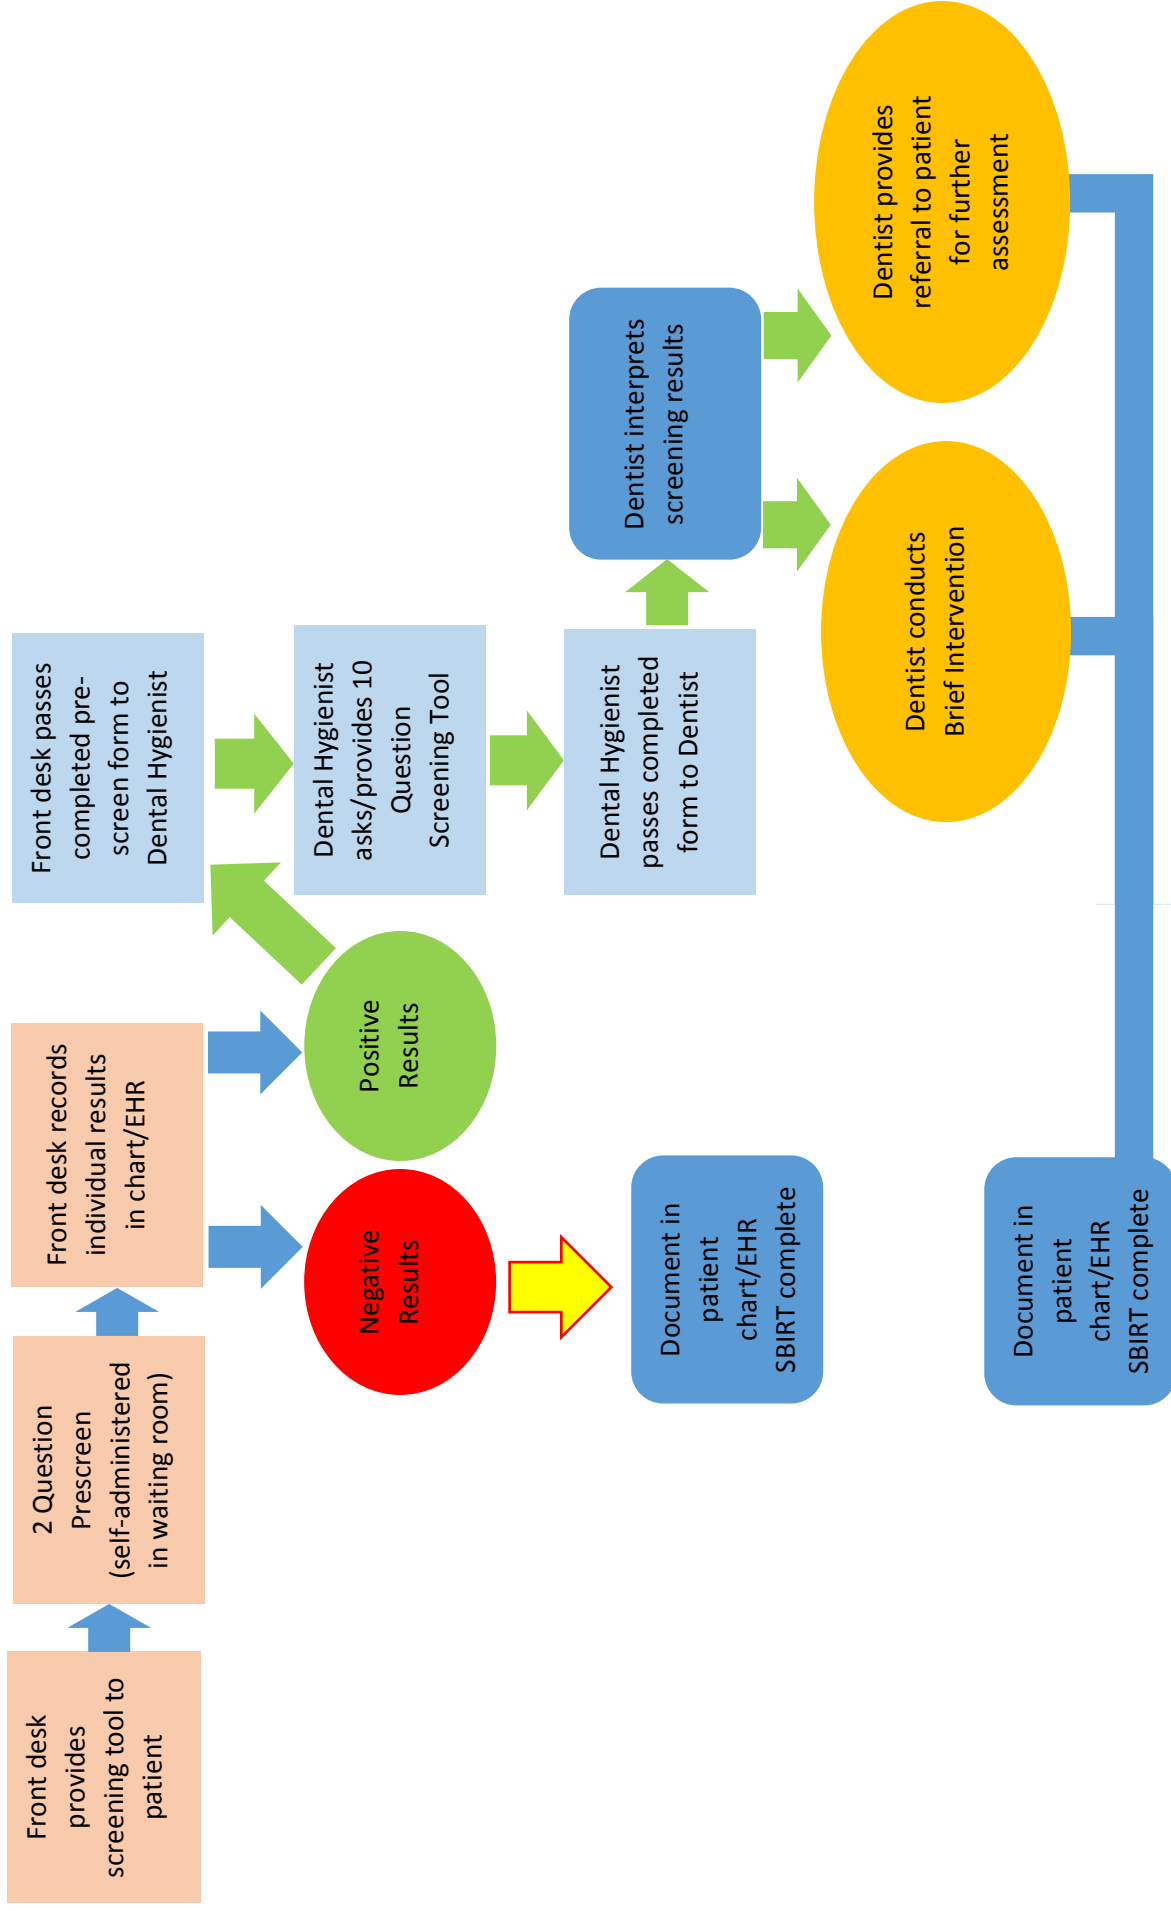 Front desk
provides
screening tool to
patient
2 Question
Prescreen
(self-administered
in waiting room)
Front desk records
individual results
in chart/EHR
Negative
Results
Positive
Results
Document in
patient
chart/EHR
SBIRT complete
Front desk passes
completed pre-
screen form to
Dental Hygienist
Dental Hygienist
asks/provides 10
Question
Screening Tool
Dental Hygienist
passes completed
form to Dentist
Dentist interprets
screening results
Dentist conducts
Brief Intervention
Dentist provides
referral to patient
for further
assessment
Document in
patient
chart/EHR
SBIRT complete